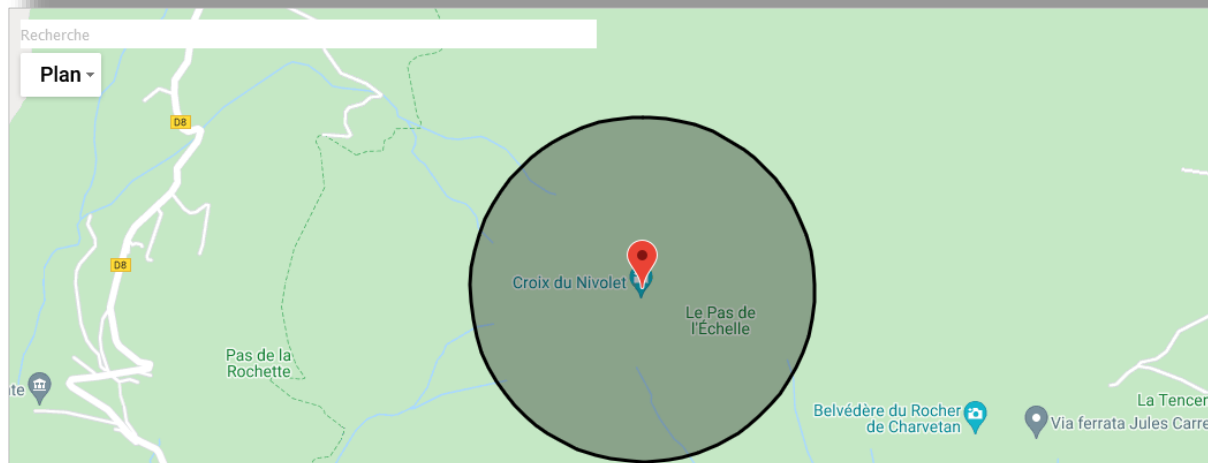 Recherche
Plan
D8
D8
Croix du Nivolet
Le Pas de
l'Échelle
Pas de la
Rochette
te
La Tencer
Belvédère du Rocher
de Charvetan
Via ferrata Jules Carre